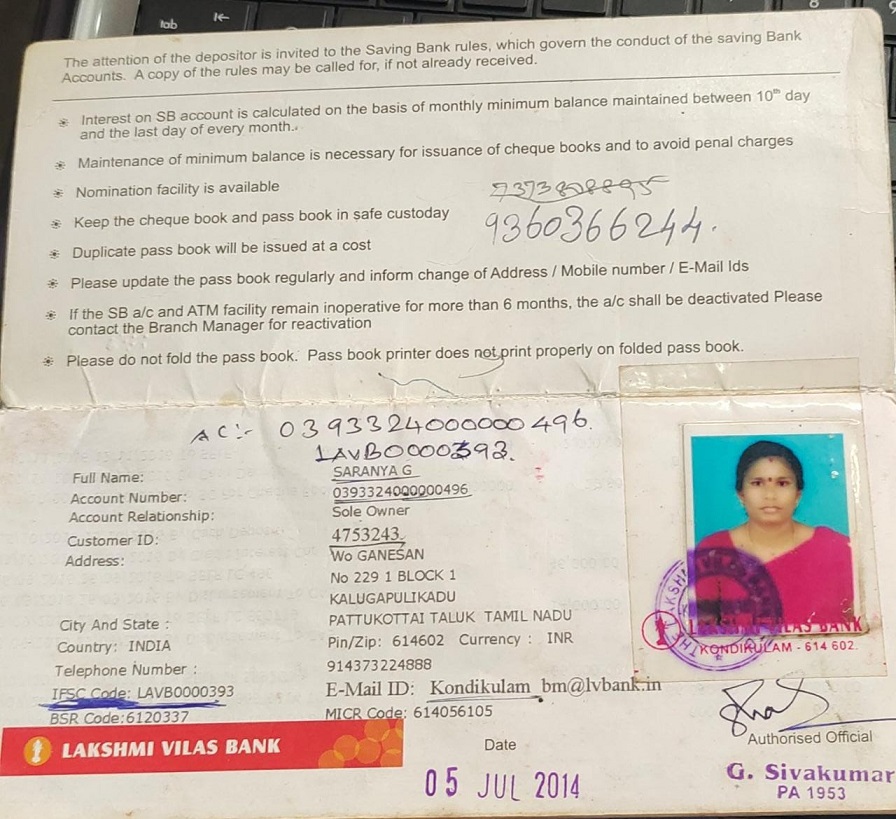 tab
The attention of the depositor is invited to the Saving Bank rules, which govern the conduct of the saving Bank
Accounts. A copy of the rules may be called for, if not already received.
Interest on SB account is calculated on the basis of monthly minimum balance maintained between 10th day
and the last day of every month.
Maintenance of minimum balance is necessary for issuance of cheque books and to avoid penal charges
Nomination facility is available
Keep the cheque book and pass book in safe custoday
9360366244.
Duplicate pass book will be issued at a cost
Please update the pass book regularly and inform change of Address / Mobile number / E-Mail Ids
If the SB a/c and ATM facility remain inoperative for more than 6 months, the a/c shall be deactivated Please
contact the Branch Manager for reactivation
Please do not fold the pass book. Pass book printer does not print properly on folded pass book.
AC:- 0393324000000496.
LAVB0000393.
Full Name: SARANYA G
Account Number: 0393324000000496
Account Relationship: Sole Owner
Customer ID: 4753243
Address: Wo GANESAN
No 229 1 BLOCK 1
KALUGAPULIKADU
City And State : PATTUKOTTAI TALUK TAMIL NADU
Country: INDIA Pin/Zip: 614602 Currency : INR
Telephone Number : 914373224888
IFSC Code: LAVB0000393 E-Mail ID: Kondikulam_bm@lvbank.in
BSR Code:6120337 MICR Code: 614056105
LAKSHMI VILAS BANK
KONDIKULAM - 614 602.
LAKSHMI VILAS BANK
Date
05 JUL 2014
Authorised Official
G. Sivakumar
PA 1953